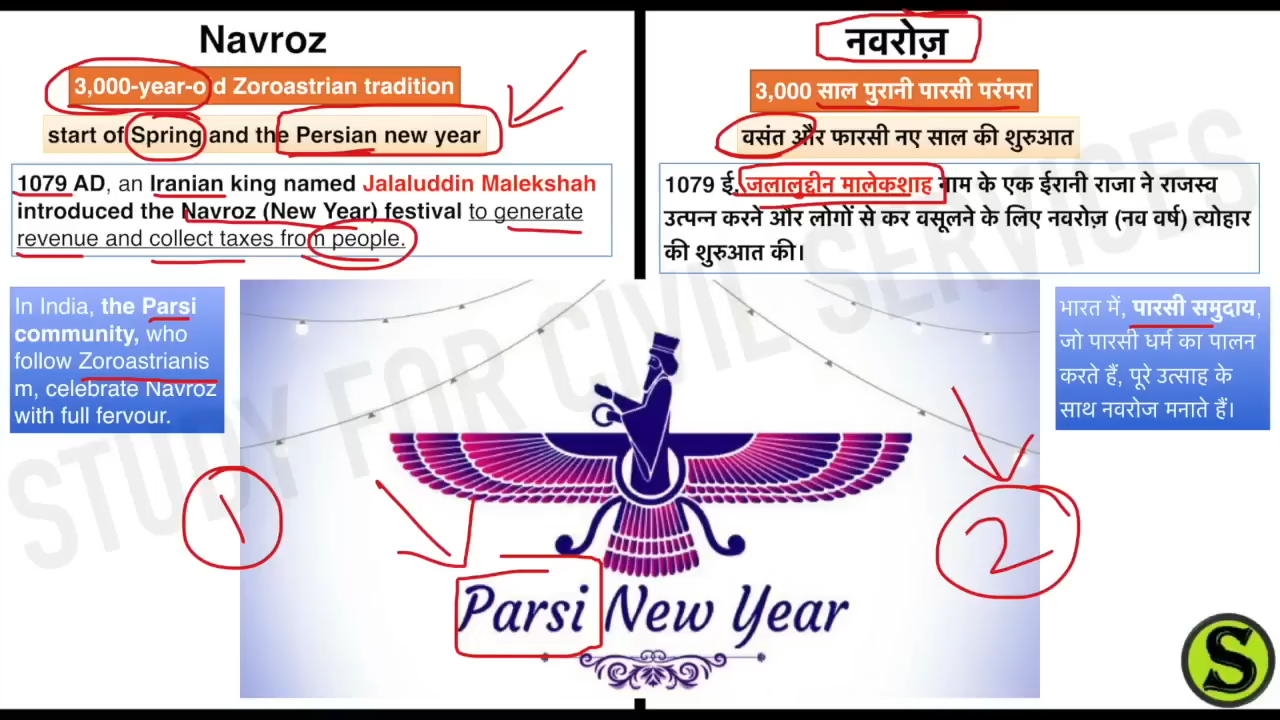 Navroz
3,000-year-old Zoroastrian tradition
start of Spring and the Persian new year
1079 AD, an Iranian king named Jalaluddin Malekshah
introduced the Navroz (New Year) festival to generate
revenue and collect taxes from people.
In India, the Parsi
community, who
follow Zoroastrianis
m, celebrate Navroz
with full fervour.
नवरोज़
3,000 साल पुरानी पारसी परंपरा
वसंत और फारसी नए साल की शुरुआत
1079 ई, जलालुद्दीन मालेकशाह नाम के एक ईरानी राजा ने राजस्व
उत्पन्न करने और लोगों से कर वसूलने के लिए नवरोज़ (नव वर्ष) त्योहार
की शुरुआत की।
भारत में, पारसी समुदाय,
जो पारसी धर्म का पालन
करते हैं, पूरे उत्साह के
साथ नवरोज मनाते हैं।
1
2
Parsi New Year
STUDY FOR CIVIL SERVICES
S